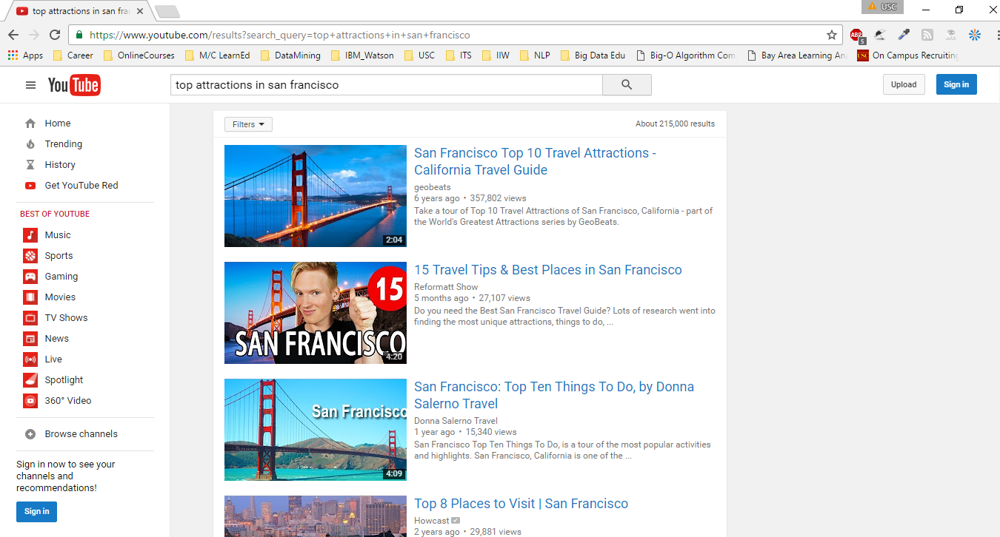 top attractions in san fra
USC
https://www.youtube.com/results?search_query=top+attractions+in+san+francisco
ABP
5
Apps
Career
OnlineCourses
M/C LearnEd
DataMining
IBM_Watson
USC
ITS
IIW
NLP
Big Data Edu
Big-O Algorithm Com
Bay Area Learning An
USC
On Campus Recruiting
YouTube
top attractions in san francisco
Upload
Sign in
Home
Trending
History
Get YouTube Red
BEST OF YOUTUBE
Music
Sports
Gaming
Movies
TV Shows
News
Live
Spotlight
360° Video
Browse channels
Sign in now to see your
channels and
recommendations!
Sign in
Filters
About 215,000 results
2:04
San Francisco Top 10 Travel Attractions -
California Travel Guide
geobeats
6 years ago • 357,802 views
Take a tour of Top 10 Travel Attractions of San Francisco, California - part of
the World's Greatest Attractions series by GeoBeats.
15
SAN FRANCISCO
4:20
15 Travel Tips & Best Places in San Francisco
Reformatt Show
5 months ago • 27,107 views
Do you need the Best San Francisco Travel Guide? Lots of research went into
finding the most unique attractions, things to do, ...
San Francisco
4:09
San Francisco: Top Ten Things To Do, by Donna
Salerno Travel
Donna Salerno Travel
1 year ago • 15,340 views
San Francisco Top Ten Things To Do, is a tour of the most popular activities
and highlights. San Francisco, California is one of the ...
Top 8 Places to Visit | San Francisco
Howcast
2 years ago • 29,881 views